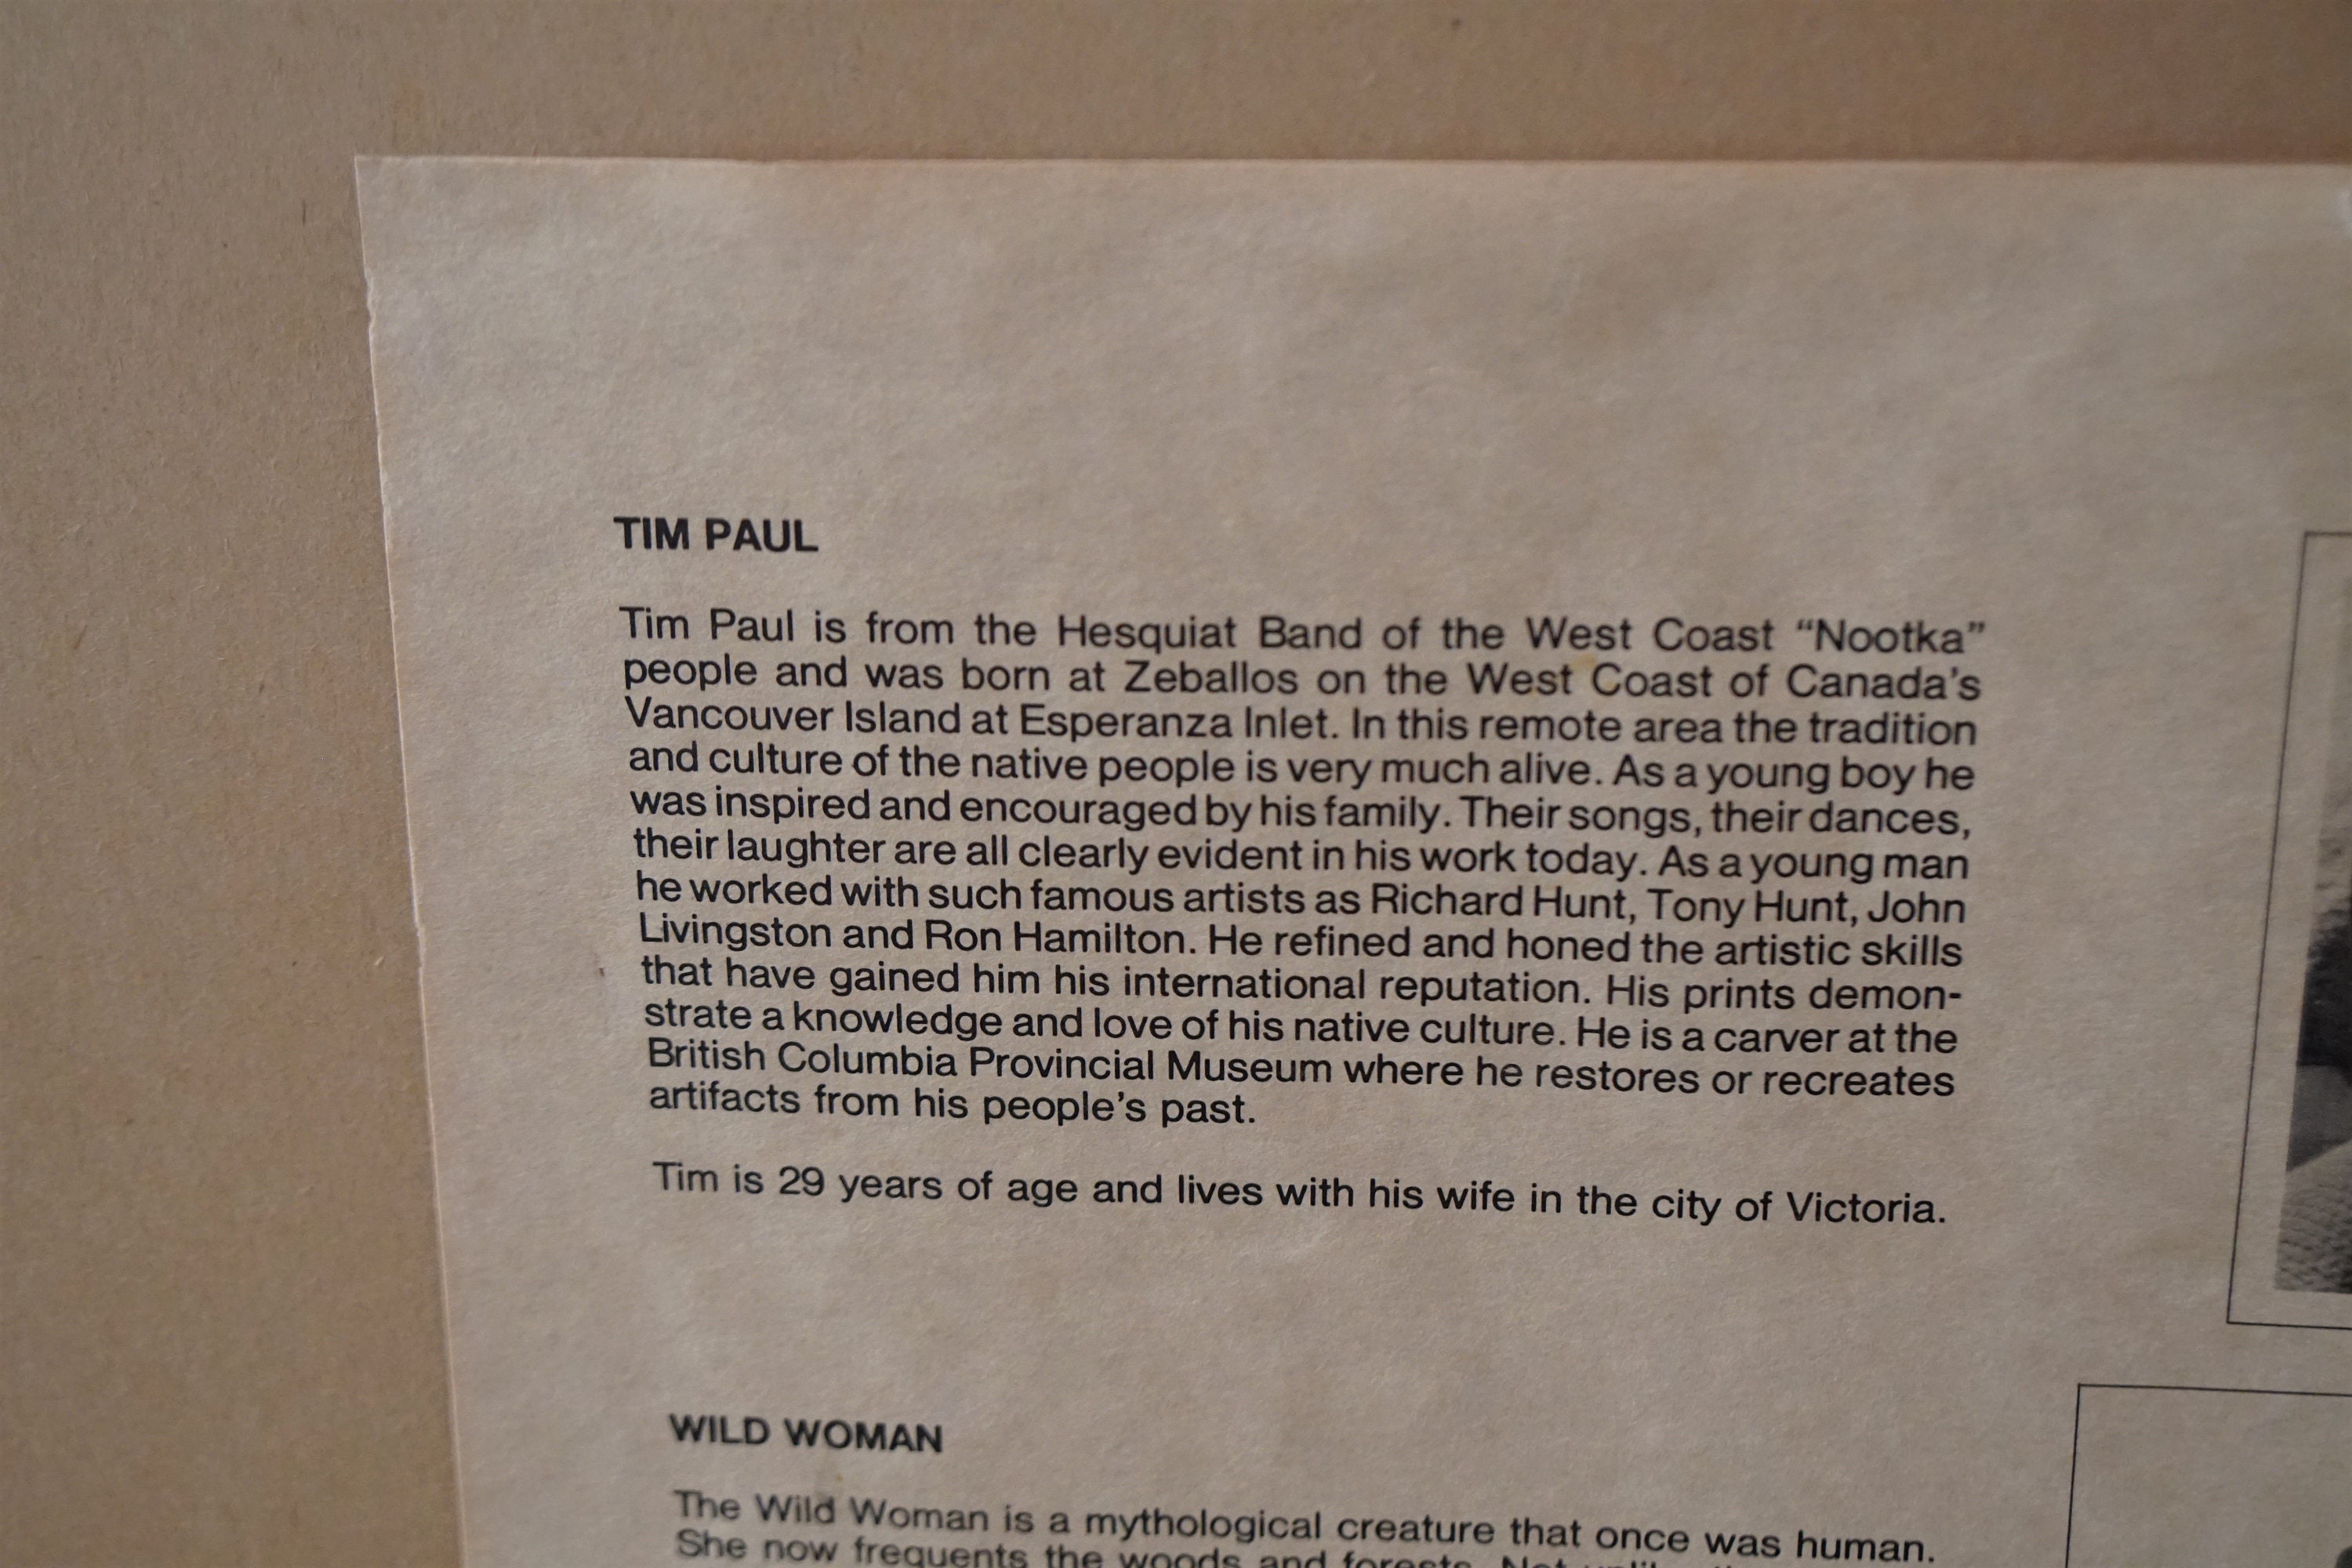 TIM PAUL
Tim Paul is from the Hesquiat Band of the West Coast “Nootka”
people and was born at Zeballos on the West Coast of Canada’s
Vancouver Island at Esperanza Inlet. In this remote area the tradition
and culture of the native people is very much alive. As a young boy he
was inspired and encouraged by his family. Their songs, their dances,
their laughter are all clearly evident in his work today. As a young man
he worked with such famous artists as Richard Hunt, Tony Hunt, John
Livingston and Ron Hamilton. He refined and honed the artistic skills
that have gained him his international reputation. His prints demon-
strate a knowledge and love of his native culture. He is a carver at the
British Columbia Provincial Museum where he restores or recreates
artifacts from his people’s past.
Tim is 29 years of age and lives with his wife in the city of Victoria.
WILD WOMAN
The Wild Woman is a mythological creature that once was human.
She now frequents the woods and forests. Not